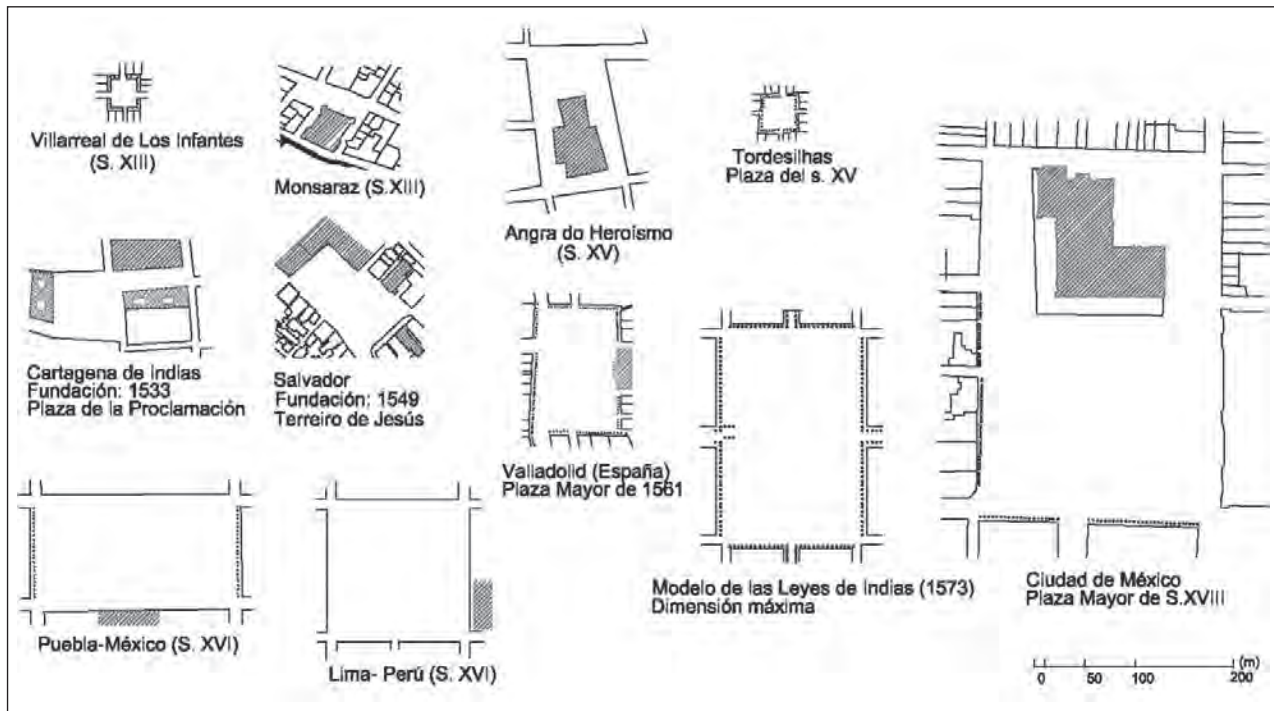 Villarreal de Los Infantes
(S. XIII)
Monsaraz (S.XIII)
Angra do Heroísmo
(S. XV)
Tordesilhas
Plaza del s. XV
Cartagena de Indias
Fundación: 1533
Plaza de la Proclamación
Salvador
Fundación: 1549
Terreiro de Jesús
Valladolid (España)
Plaza Mayor de 1561
Modelo de las Leyes de Indias (1573)
Dimensión máxima
Ciudad de México
Plaza Mayor de S.XVIII
Puebla-México (S. XVI)
Lima- Perú (S. XVI)
(m)
0 50 100 200